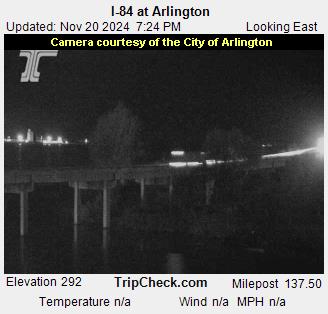 I-84 at Arlington
Updated: Nov 20 2024 7:24 PM Looking East
Camera courtesy of the City of Arlington
Elevation 292 TripCheck.com Milepost 137.50
Temperature n/a Wind n/a MPH n/a